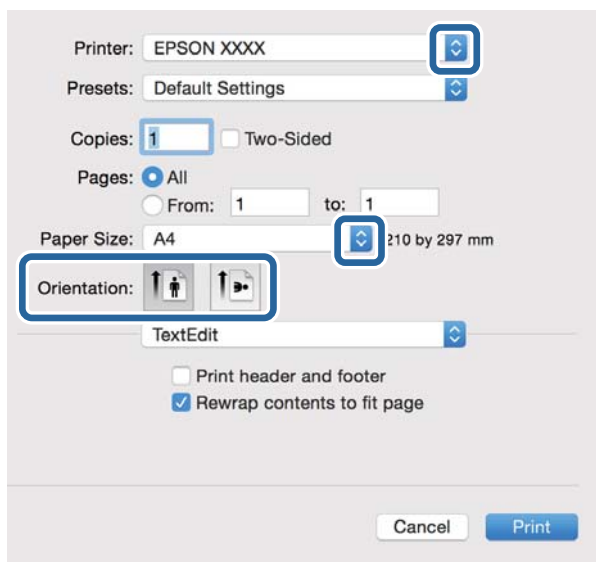 Printer: EPSON XXXX
Presets: Default Settings
Copies: 1 Two-Sided
Pages: All
From: 1 to: 1
Paper Size: A4 210 by 297 mm
Orientation:
TextEdit
Print header and footer
Rewrap contents to fit page
Cancel Print